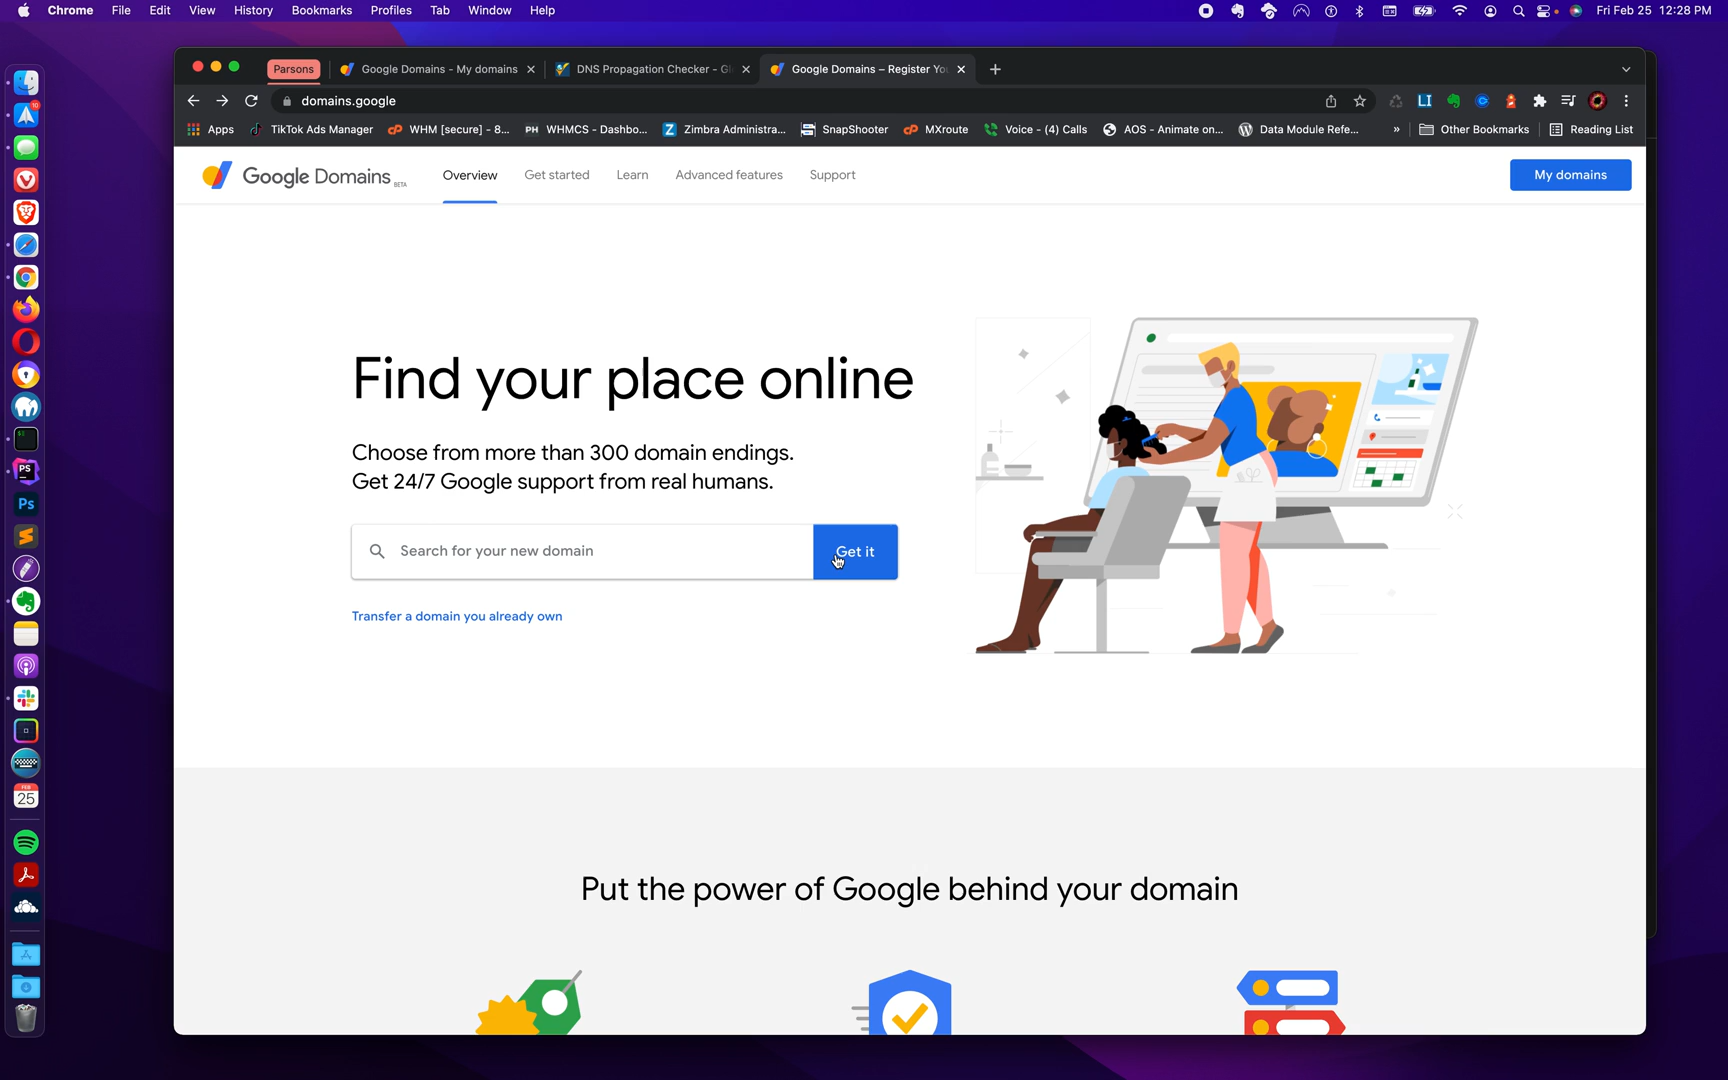 Chrome File Edit View History Bookmarks Profiles Tab Window Help Fri Feb 25 12:28 PM
Parsons Google Domains - My domains DNS Propagation Checker - Gl Google Domains – Register Yo
domains.google
Apps TikTok Ads Manager WHM [secure] - 8... WHMCS - Dashbo... Zimbra Administra... SnapShooter MXroute Voice - (4) Calls AOS - Animate on... Data Module Refe... » Other Bookmarks Reading List
Google Domains BETA Overview Get started Learn Advanced features Support My domains
Find your place online
Choose from more than 300 domain endings.
Get 24/7 Google support from real humans.
Search for your new domain Get it
Transfer a domain you already own
Put the power of Google behind your domain
PS
Ps
FEB
25